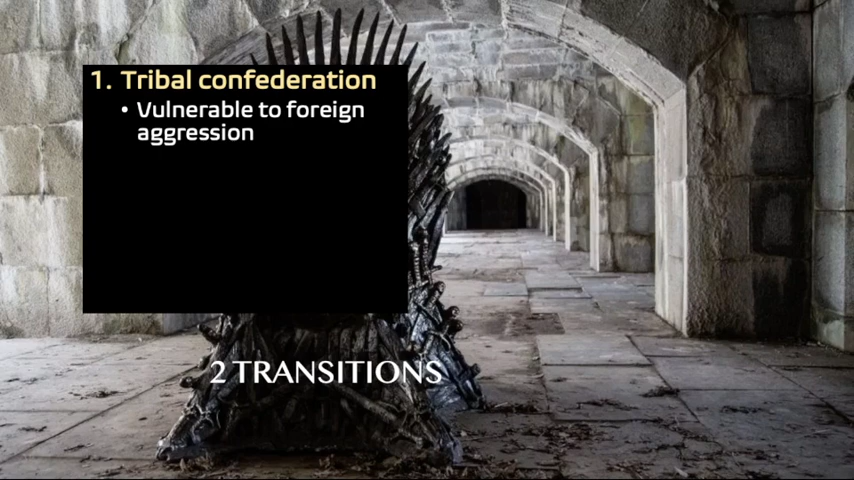 1. Tribal confederation
• Vulnerable to foreign
aggression
2 TRANSITIONS